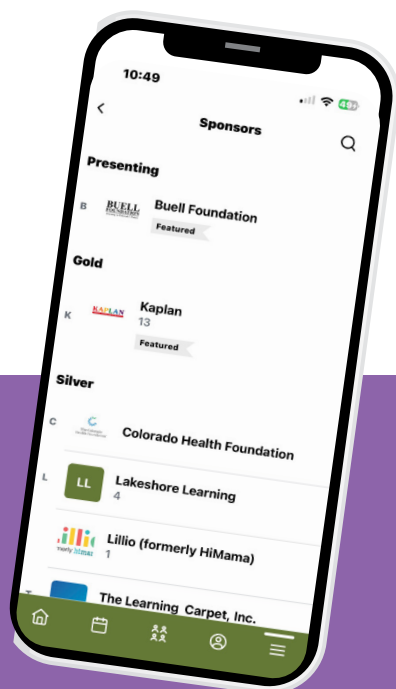 10:49
49
Sponsors
Presenting
B
BUELL
FOUNDATION
Buell Foundation
Featured
Gold
K
KAPLAN
Kaplan
13
Featured
Silver
C
Colorado Health Foundation
L
LL
Lakeshore Learning
4
Lillio (formerly HiMama)
1
The Learning Carpet, Inc.